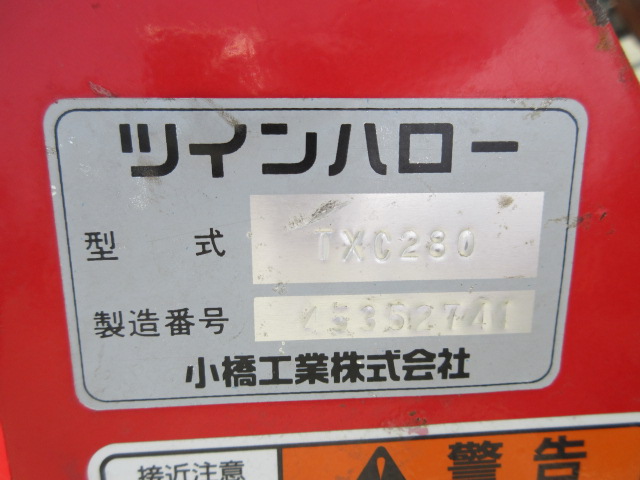 ツインハロー
型 式 TXC280
製造番号
小橋工業株式会社
接近注意 警告